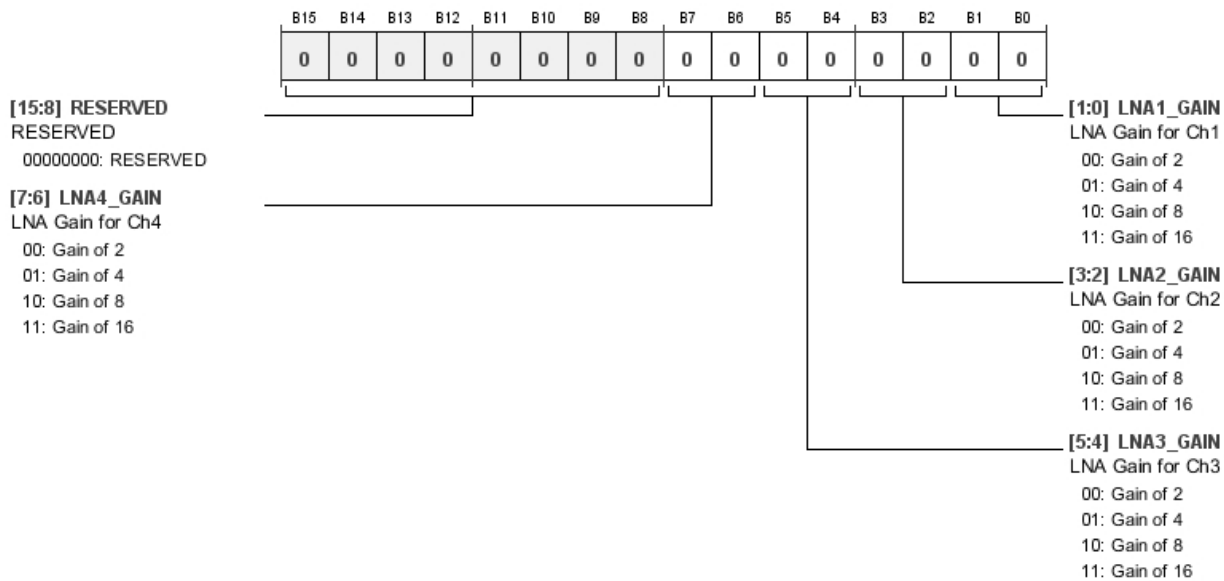 B15 B14 B13 B12 B11 B10 B9 B8 B7 B6 B5 B4 B3 B2 B1 B0
0 0 0 0 0 0 0 0 0 0 0 0 0 0 0 0
[15:8] RESERVED
RESERVED
00000000: RESERVED
[7:6] LNA4_GAIN
LNA Gain for Ch4
00: Gain of 2
01: Gain of 4
10: Gain of 8
11: Gain of 16
[1:0] LNA1_GAIN
LNA Gain for Ch1
00: Gain of 2
01: Gain of 4
10: Gain of 8
11: Gain of 16
[3:2] LNA2_GAIN
LNA Gain for Ch2
00: Gain of 2
01: Gain of 4
10: Gain of 8
11: Gain of 16
[5:4] LNA3_GAIN
LNA Gain for Ch3
00: Gain of 2
01: Gain of 4
10: Gain of 8
11: Gain of 16